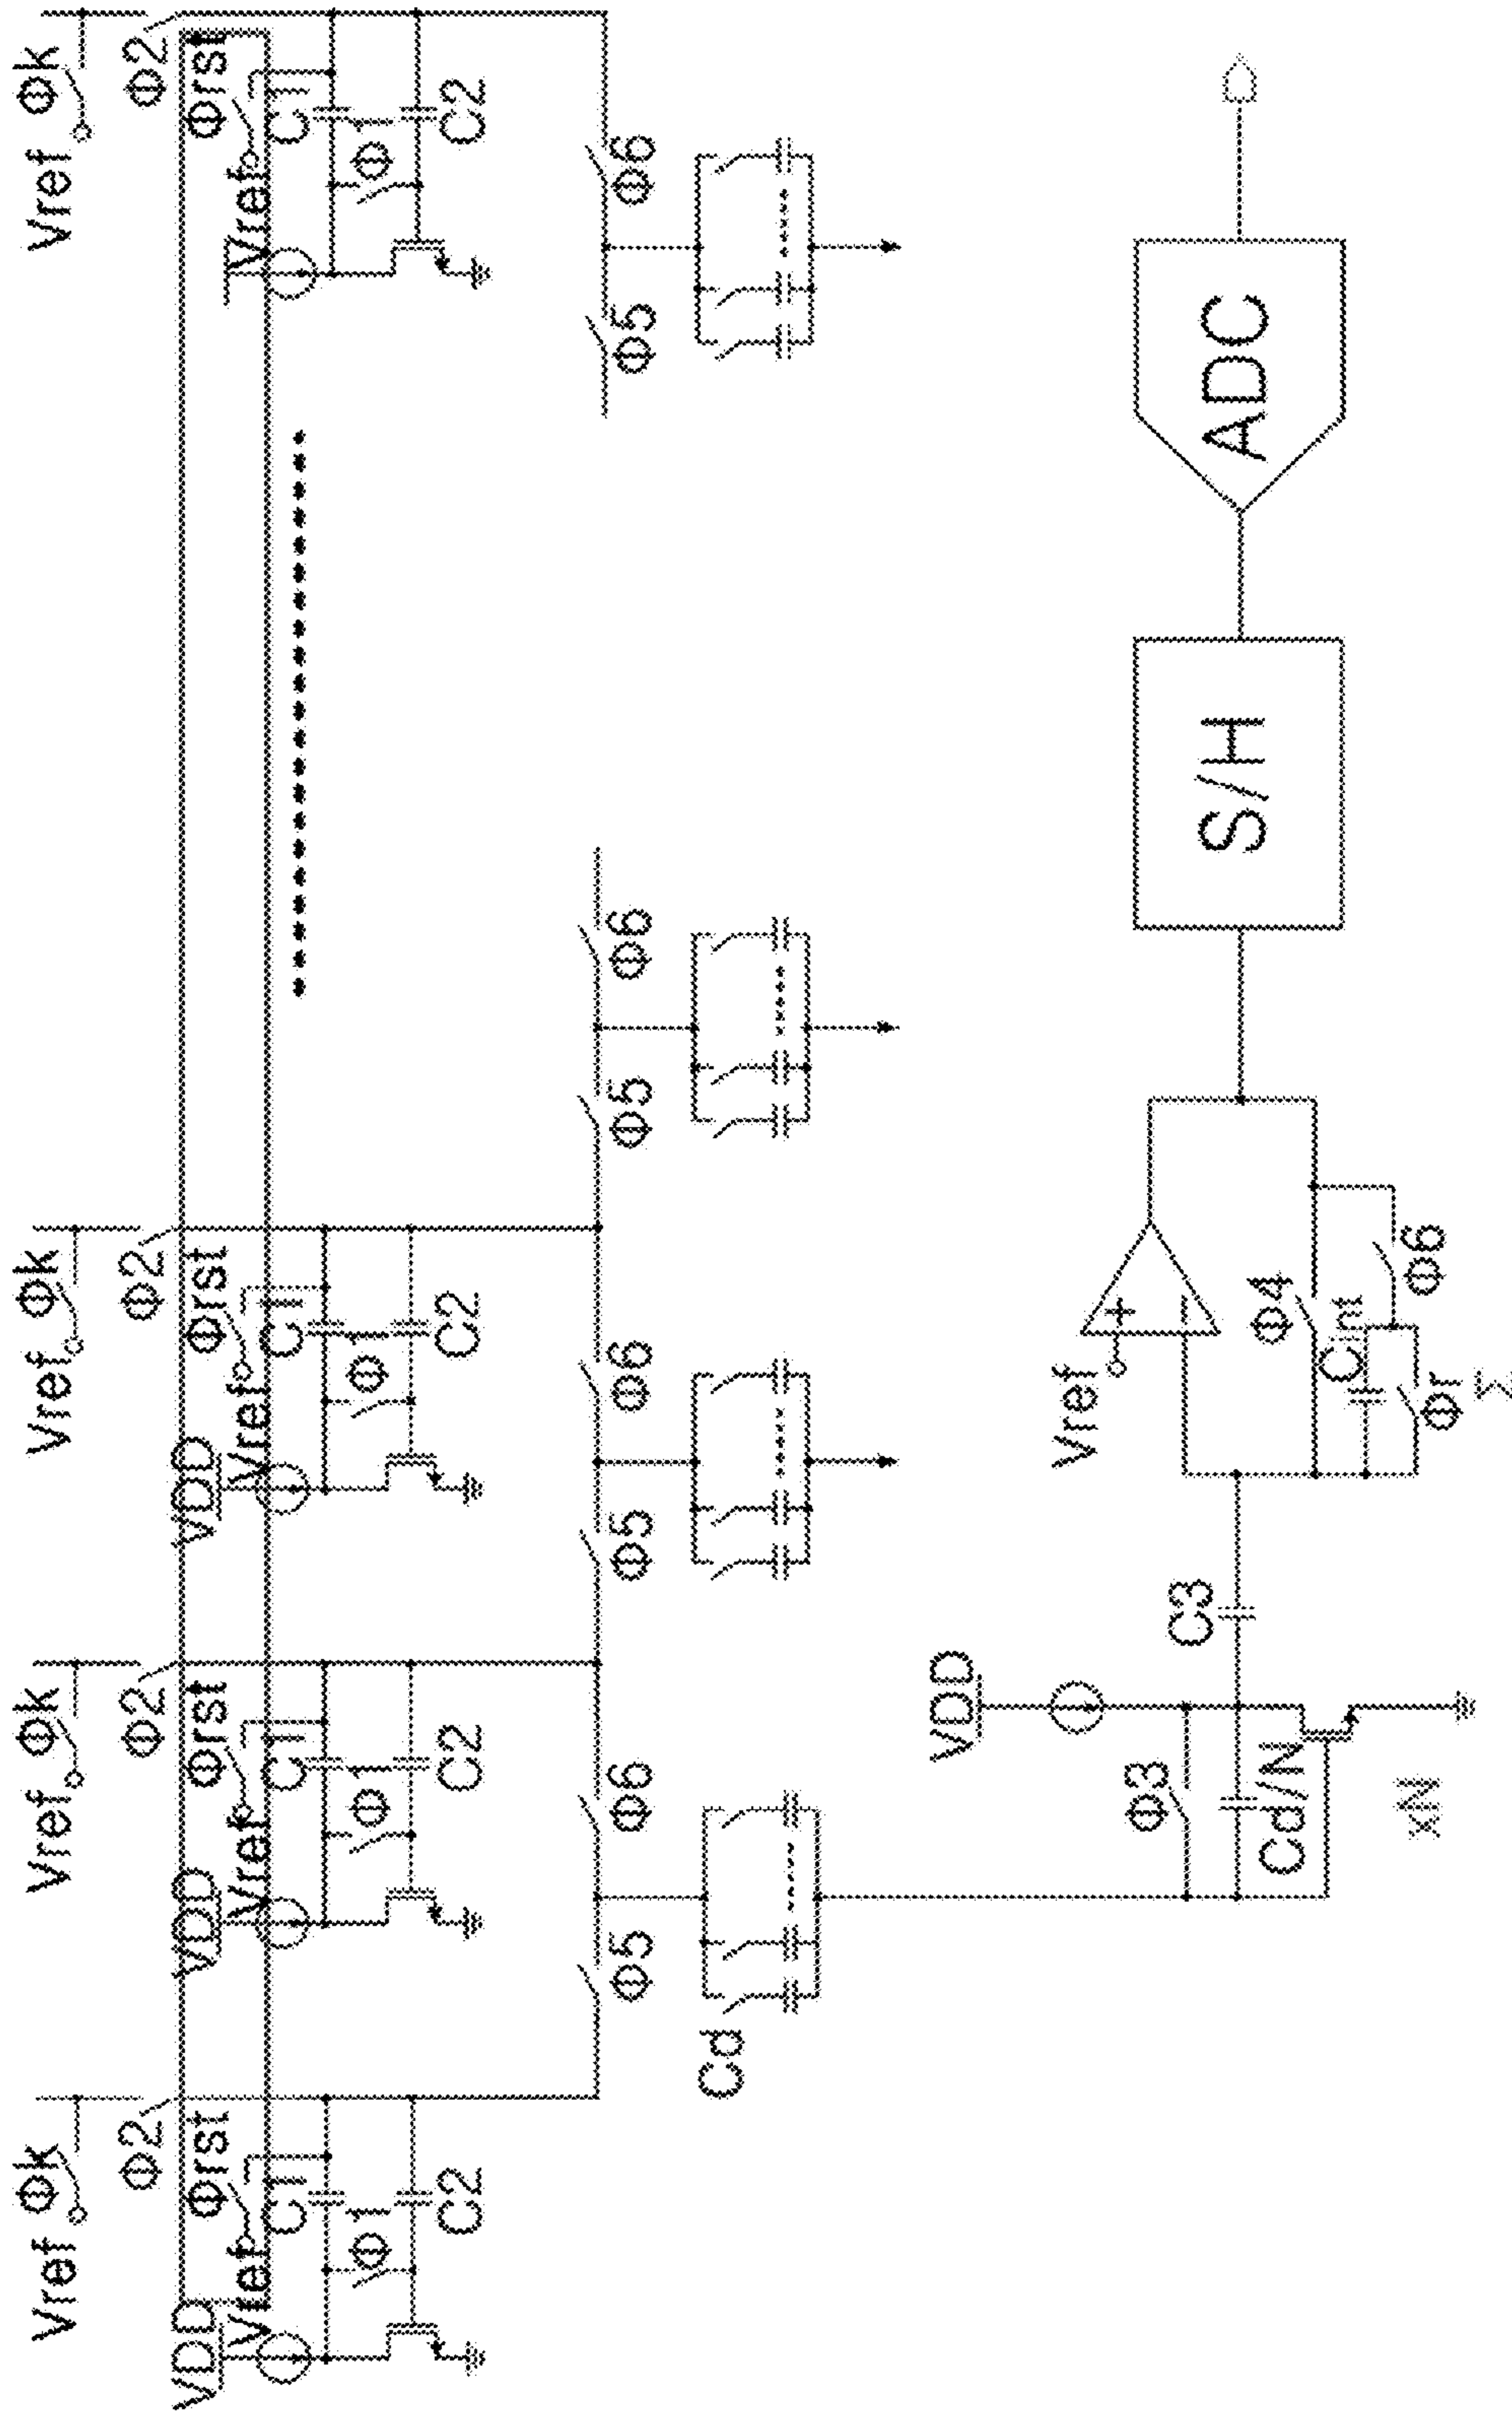 Vref Φk Vref Φk Vref Φk Vref Φk
Φ2 Φ2 Φ2 Φ2
VDD Φrst VDD Φrst VDD Φrst Φrst
Vref C1 Vref C1 Vref C1 Vref C1
Φ1 Φ1 Φ1 Φ1
C2 C2 C2 C2
Φ5 Φ6 Φ5 Φ6 Φ5 Φ6 Φ5 Φ6
Cd
VDD
Vref
Φ3 C3
S/H ADC
Cd/N Φ4
Cint
xN Φr Φ6